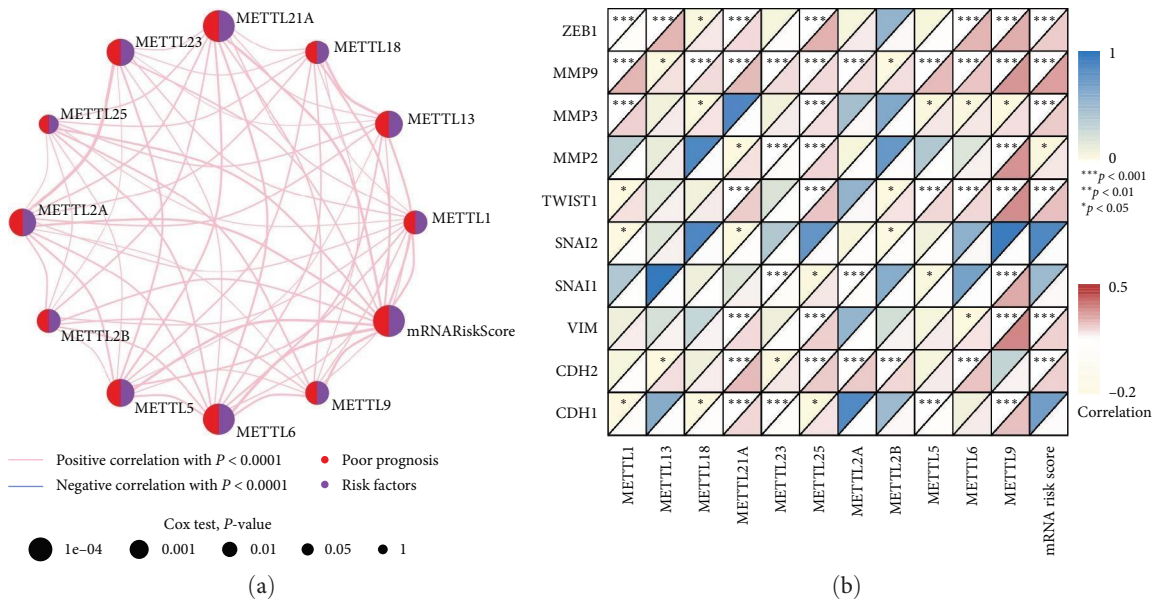 (a)
METTL21A
METTL23
METTL18
METTL25
METTL13
METTL2A
METTL1
METTL2B
mRNARiskScore
METTL5
METTL9
METTL6
Positive correlation with P < 0.0001
Negative correlation with P < 0.0001
Poor prognosis
Risk factors
Cox test, P-value
1e–04 0.001 0.01 0.05 1
(a)
(b)
ZEB1 *** *** * *** *** *** * * *** *** ***
MMP9 *** * *** *** *** *** *** * *** *** *** ***
MMP3 *** * *** * * * ***
MMP2 * *** *** *** *
TWIST1 * *** *** * *** *** *** ***
SNAI2 * * *
SNAI1 *** * *** * ***
VIM *** *** * *** ***
CDH2 * *** * *** *** *** *** ***
CDH1 * * *** *** * *** ***
METTL1
METTL13
METTL18
METTL21A
METTL23
METTL25
METTL2A
METTL2B
METTL5
METTL6
METTL9
mRNA risk score
1
0
***p < 0.001
**p < 0.01
*p < 0.05
0.5
–0.2
Correlation
(b)